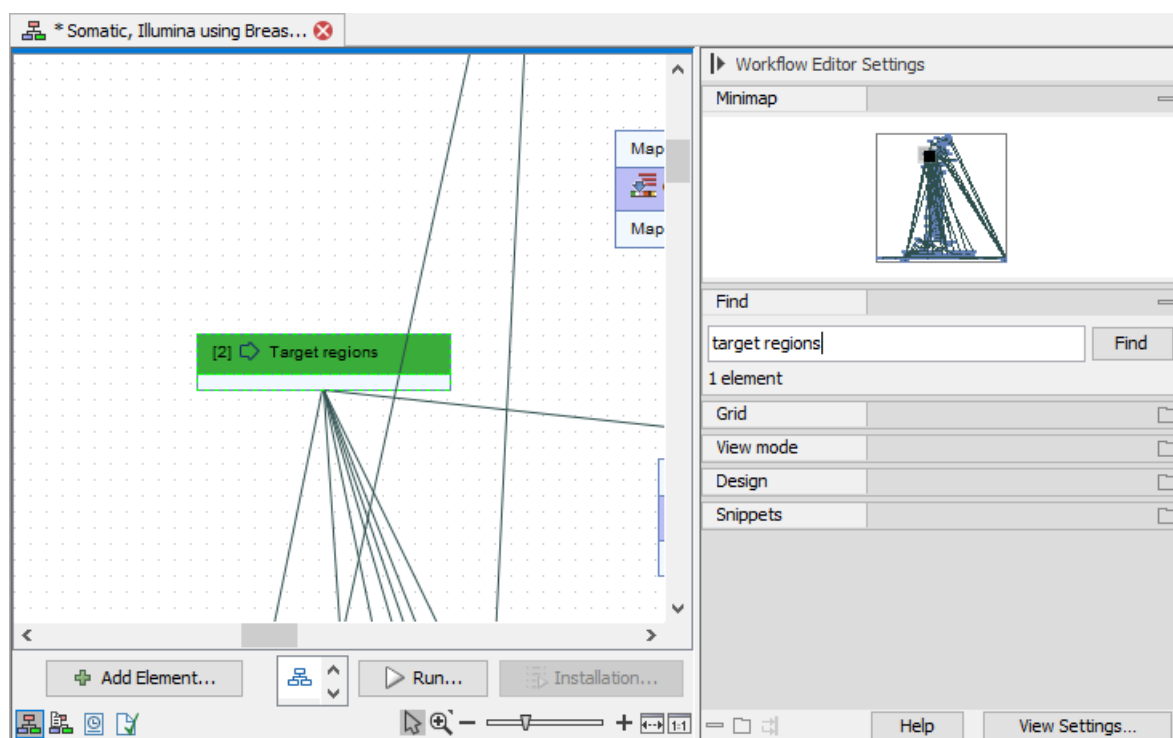 * Somatic, Illumina using Breas...
Workflow Editor Settings
Minimap
Map
Map
Find
target regions
Find
1 element
[2] Target regions
Grid
View mode
Design
Snippets
Add Element...
Run...
Installation...
1:1
Help
View Settings...